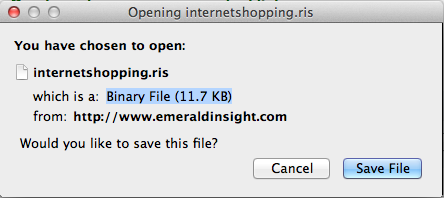 Opening internetshopping.ris
You have chosen to open:
internetshopping.ris
which is a: Binary File (11.7 KB)
from: http://www.emeraldinsight.com
Would you like to save this file?
Cancel Save File